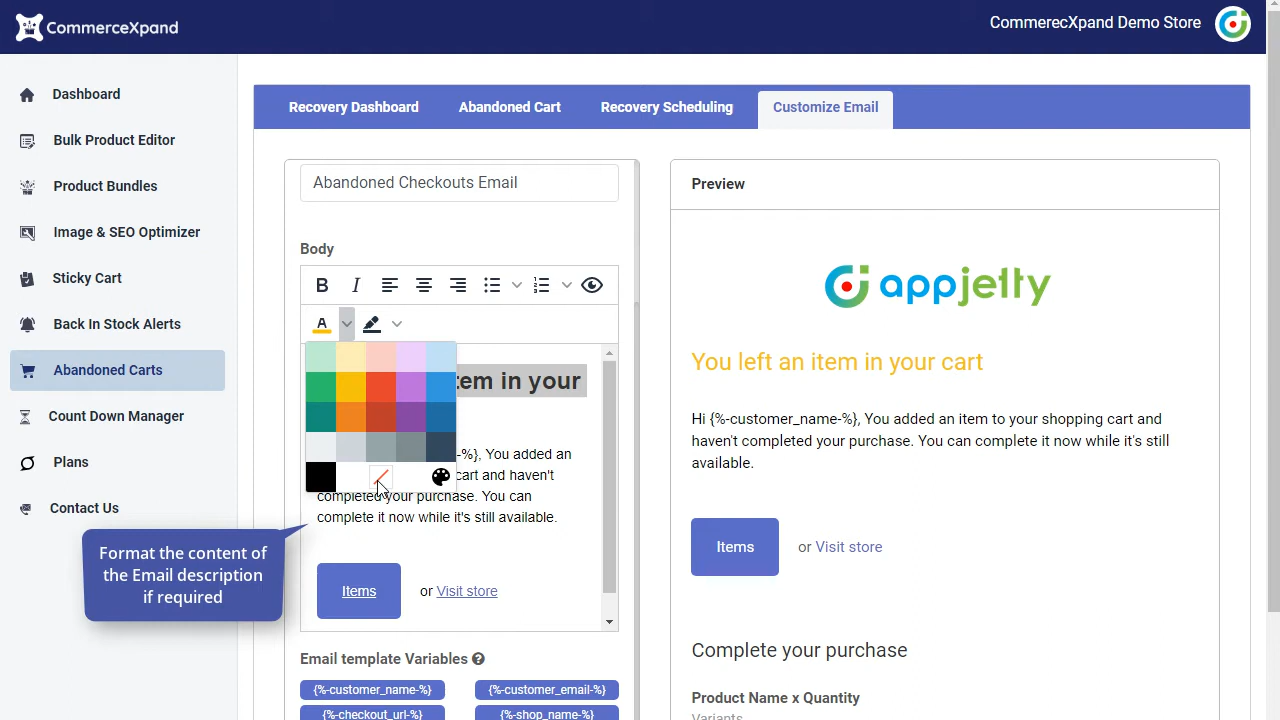 CommerceXpand
CommerecXpand Demo Store
Dashboard
Bulk Product Editor
Product Bundles
Image & SEO Optimizer
Sticky Cart
Back In Stock Alerts
Abandoned Carts
Count Down Manager
Plans
Contact Us
Format the content of
the Email description
if required
Recovery Dashboard
Abandoned Cart
Recovery Scheduling
Customize Email
Abandoned Checkouts Email
Body
B I
A
tem in your
-%}, You added an
cart and haven't
completed your purchase. You can
complete it now while it's still available.
Items or Visit store
Email template Variables
{%-customer_name-%} {%-customer_email-%}
{%-checkout_url-%} {%-shop_name-%}
Preview
appjetty
You left an item in your cart
Hi {%-customer_name-%}, You added an item to your shopping cart and
haven't completed your purchase. You can complete it now while it's still
available.
Items or Visit store
Complete your purchase
Product Name x Quantity
Variants